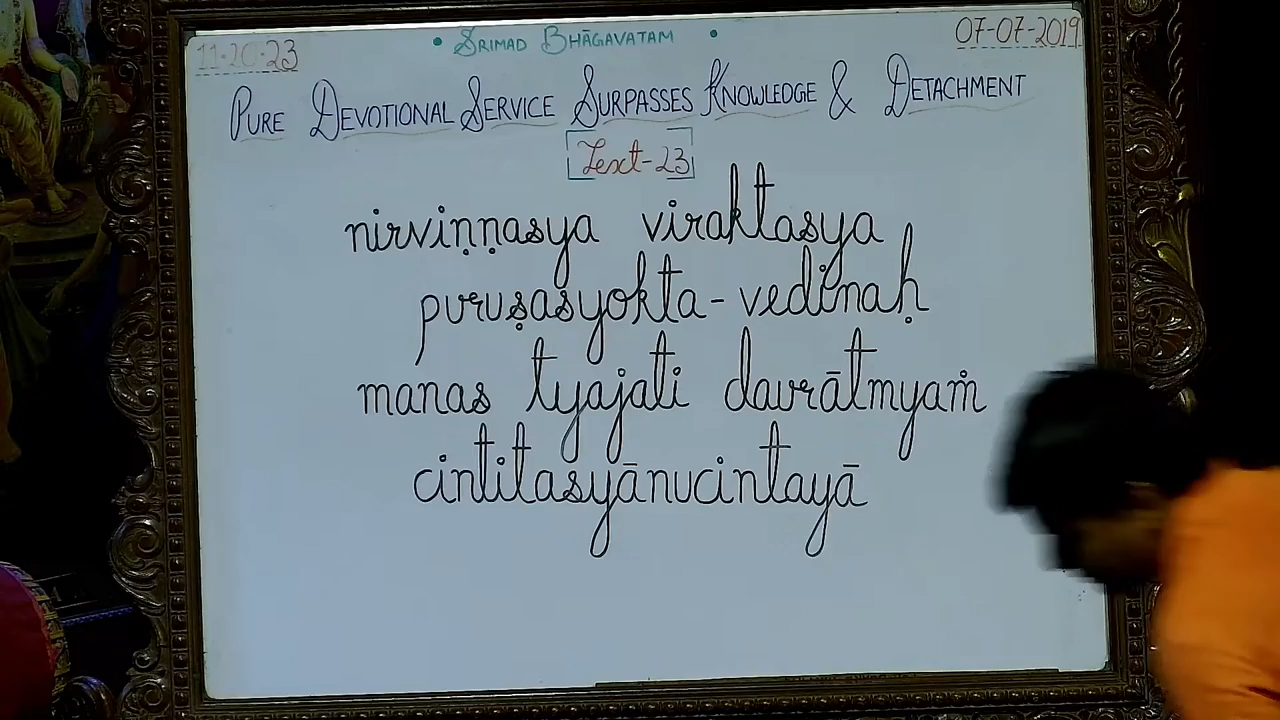 11-20-23
• SRIMAD BHĀGAVATAM •
07-07-2019
PURE DEVOTIONAL SERVICE SURPASSES KNOWLEDGE & DETACHMENT
Text-23
nirviṇṇasya viraktasya
puruṣasyokta-vedinaḥ
manas tyajati daurātmyaṁ
cintitasyānucintayā